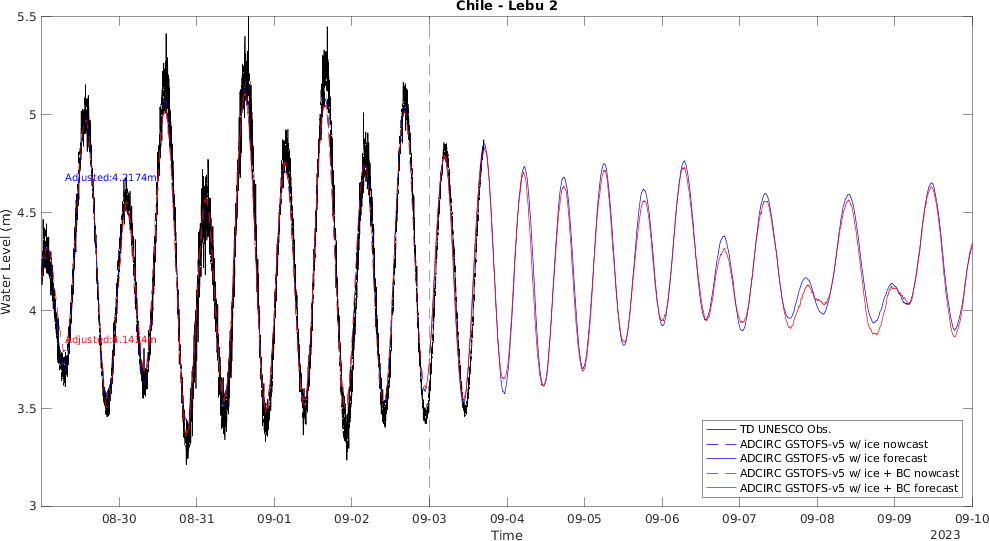 Chile - Lebu 2
Water Level (m)
5.5
5
4.5
4
3.5
3
Adjusted:4.2174m
Adjusted:4.1434m
TD UNESCO Obs.
ADCIRC GSTOFS-v5 w/ ice nowcast
ADCIRC GSTOFS-v5 w/ ice forecast
ADCIRC GSTOFS-v5 w/ ice + BC nowcast
ADCIRC GSTOFS-v5 w/ ice + BC forecast
08-30 08-31 09-01 09-02 09-03 09-04 09-05 09-06 09-07 09-08 09-09 09-10
Time
2023